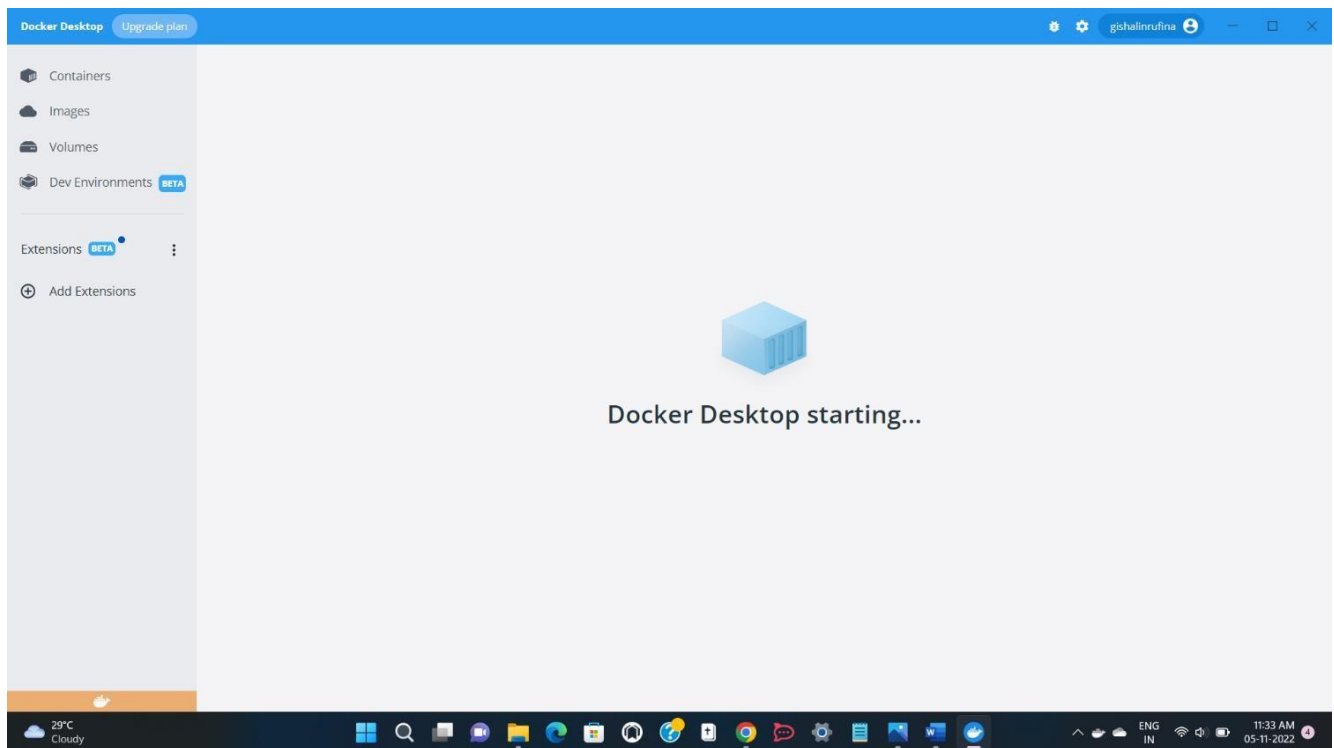 Docker Desktop Upgrade plan
gishalinrufina
Containers
Images
Volumes
Dev Environments BETA
Extensions BETA
Add Extensions
Docker Desktop starting...
29°C
Cloudy
ENG
IN
11:33 AM
05-11-2022
4